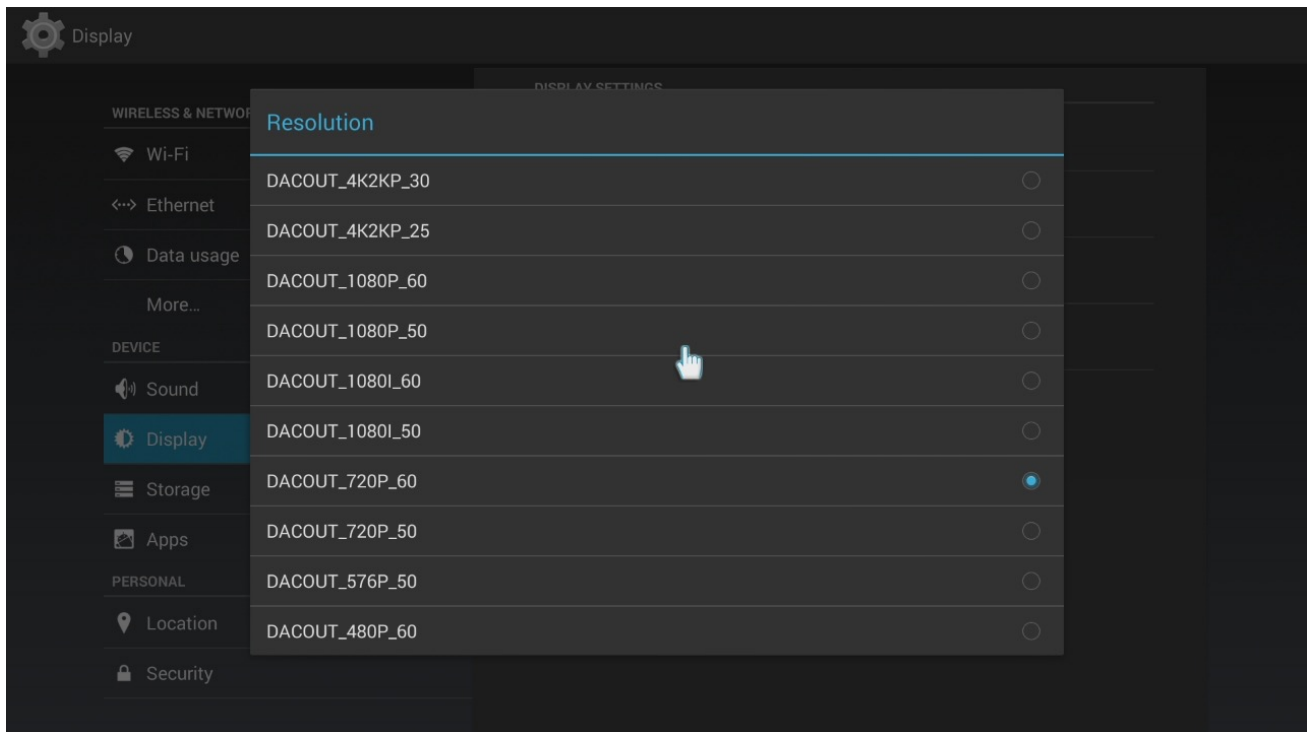 Display
DISPLAY SETTINGS
WIRELESS & NETWOR
Wi-Fi
Ethernet
Data usage
More...
DEVICE
Sound
Display
Storage
Apps
PERSONAL
Location
Security
Resolution
DACOUT_4K2KP_30
DACOUT_4K2KP_25
DACOUT_1080P_60
DACOUT_1080P_50
DACOUT_1080I_60
DACOUT_1080I_50
DACOUT_720P_60
DACOUT_720P_50
DACOUT_576P_50
DACOUT_480P_60